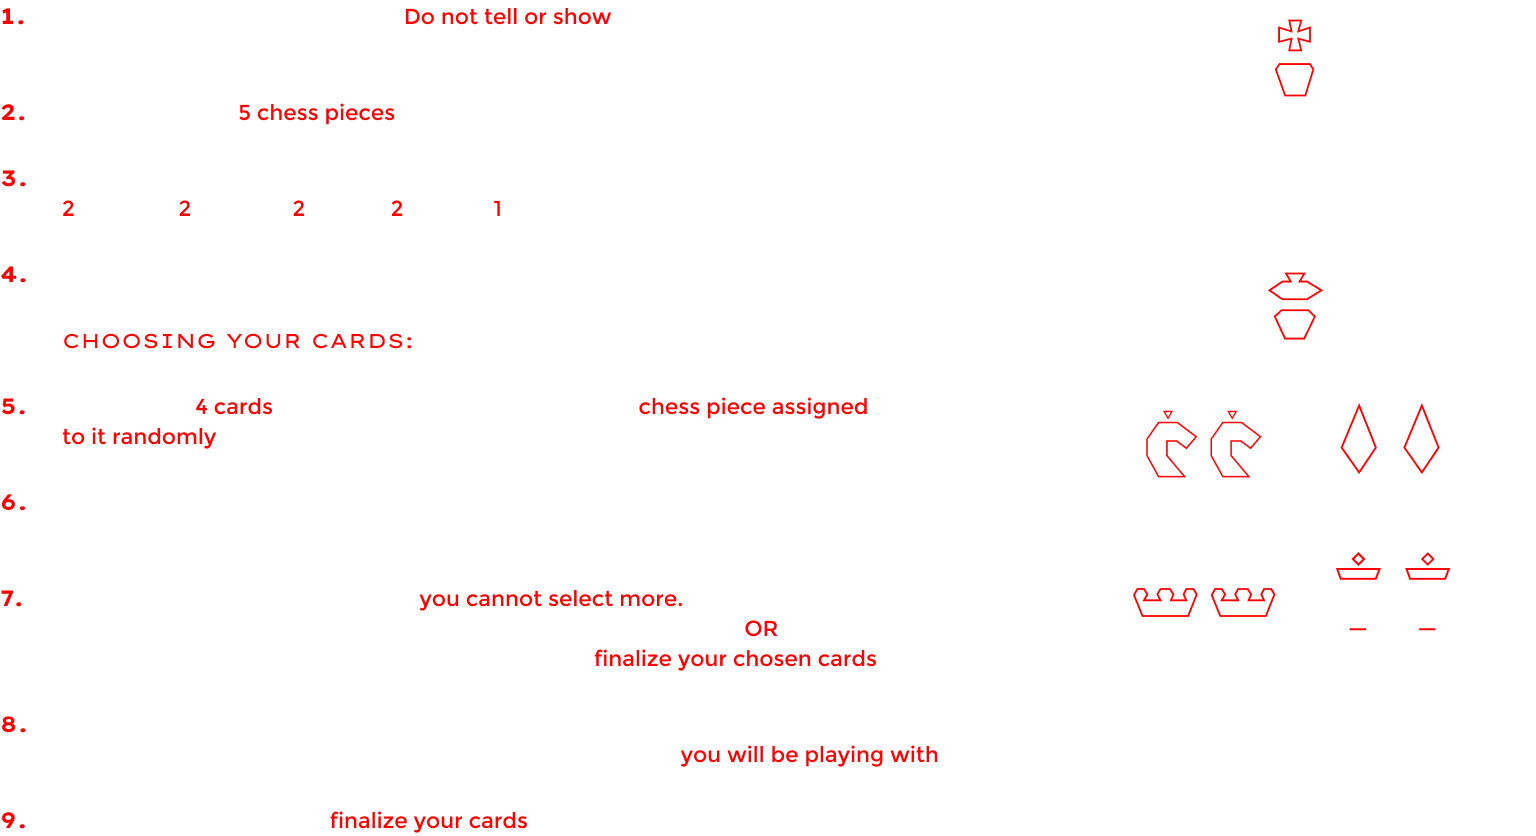 1. Do not tell or show
2. 5 chess pieces
3.
2 2 2 2 1
4.
CHOOSING YOUR CARDS:
5. 4 cards chess piece assigned
to it randomly
6.
7. you cannot select more.
OR
finalize your chosen cards
8.
you will be playing with
9. finalize your cards